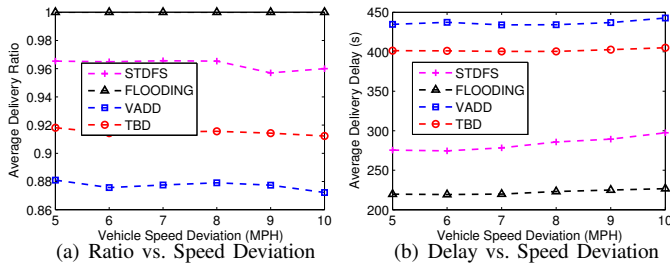 1
0.98
0.96
0.94
0.92
0.9
0.88
0.86
Average Delivery Ratio
STDFS
FLOODING
VADD
TBD
5 6 7 8 9 10
Vehicle Speed Deviation (MPH)
(a) Ratio vs. Speed Deviation
450
400
350
300
250
200
Average Delivery Delay (s)
STDFS
FLOODING
VADD
TBD
5 6 7 8 9 10
Vehicle Speed Deviation (MPH)
(b) Delay vs. Speed Deviation